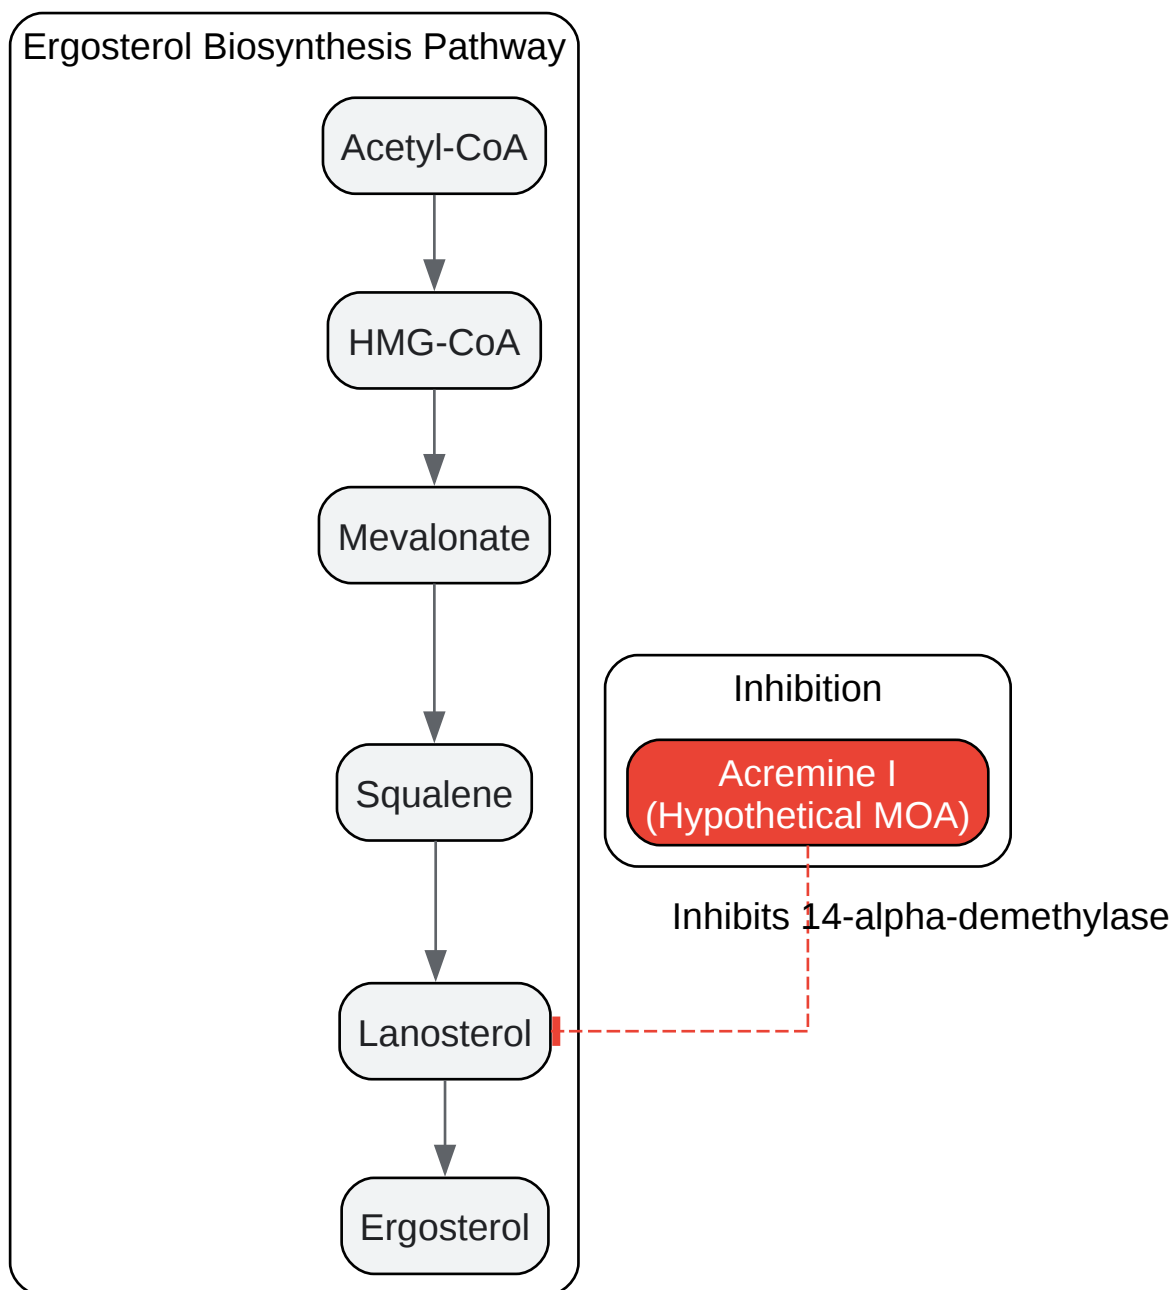 Ergosterol Biosynthesis Pathway
Acetyl-CoA
HMG-CoA
Mevalonate
Squalene
Inhibition
Acremine I
(Hypothetical MOA)
Inhibits 14-alpha-demethylase
Lanosterol
Ergosterol